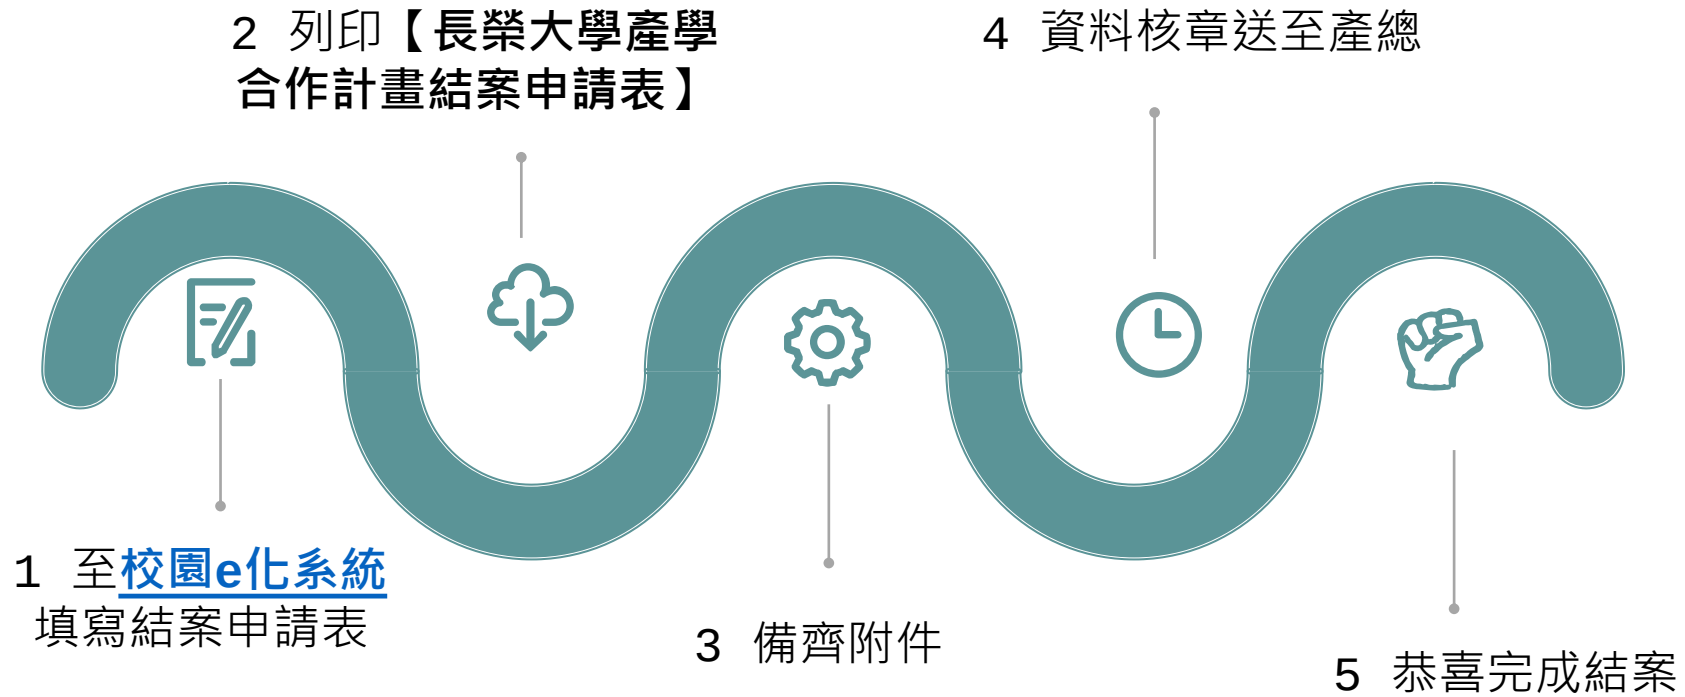 1 至校園e化系統
填寫結案申請表
2 列印【長榮大學產學
合作計畫結案申請表】
3 備齊附件
4 資料核章送至產總
5 恭喜完成結案